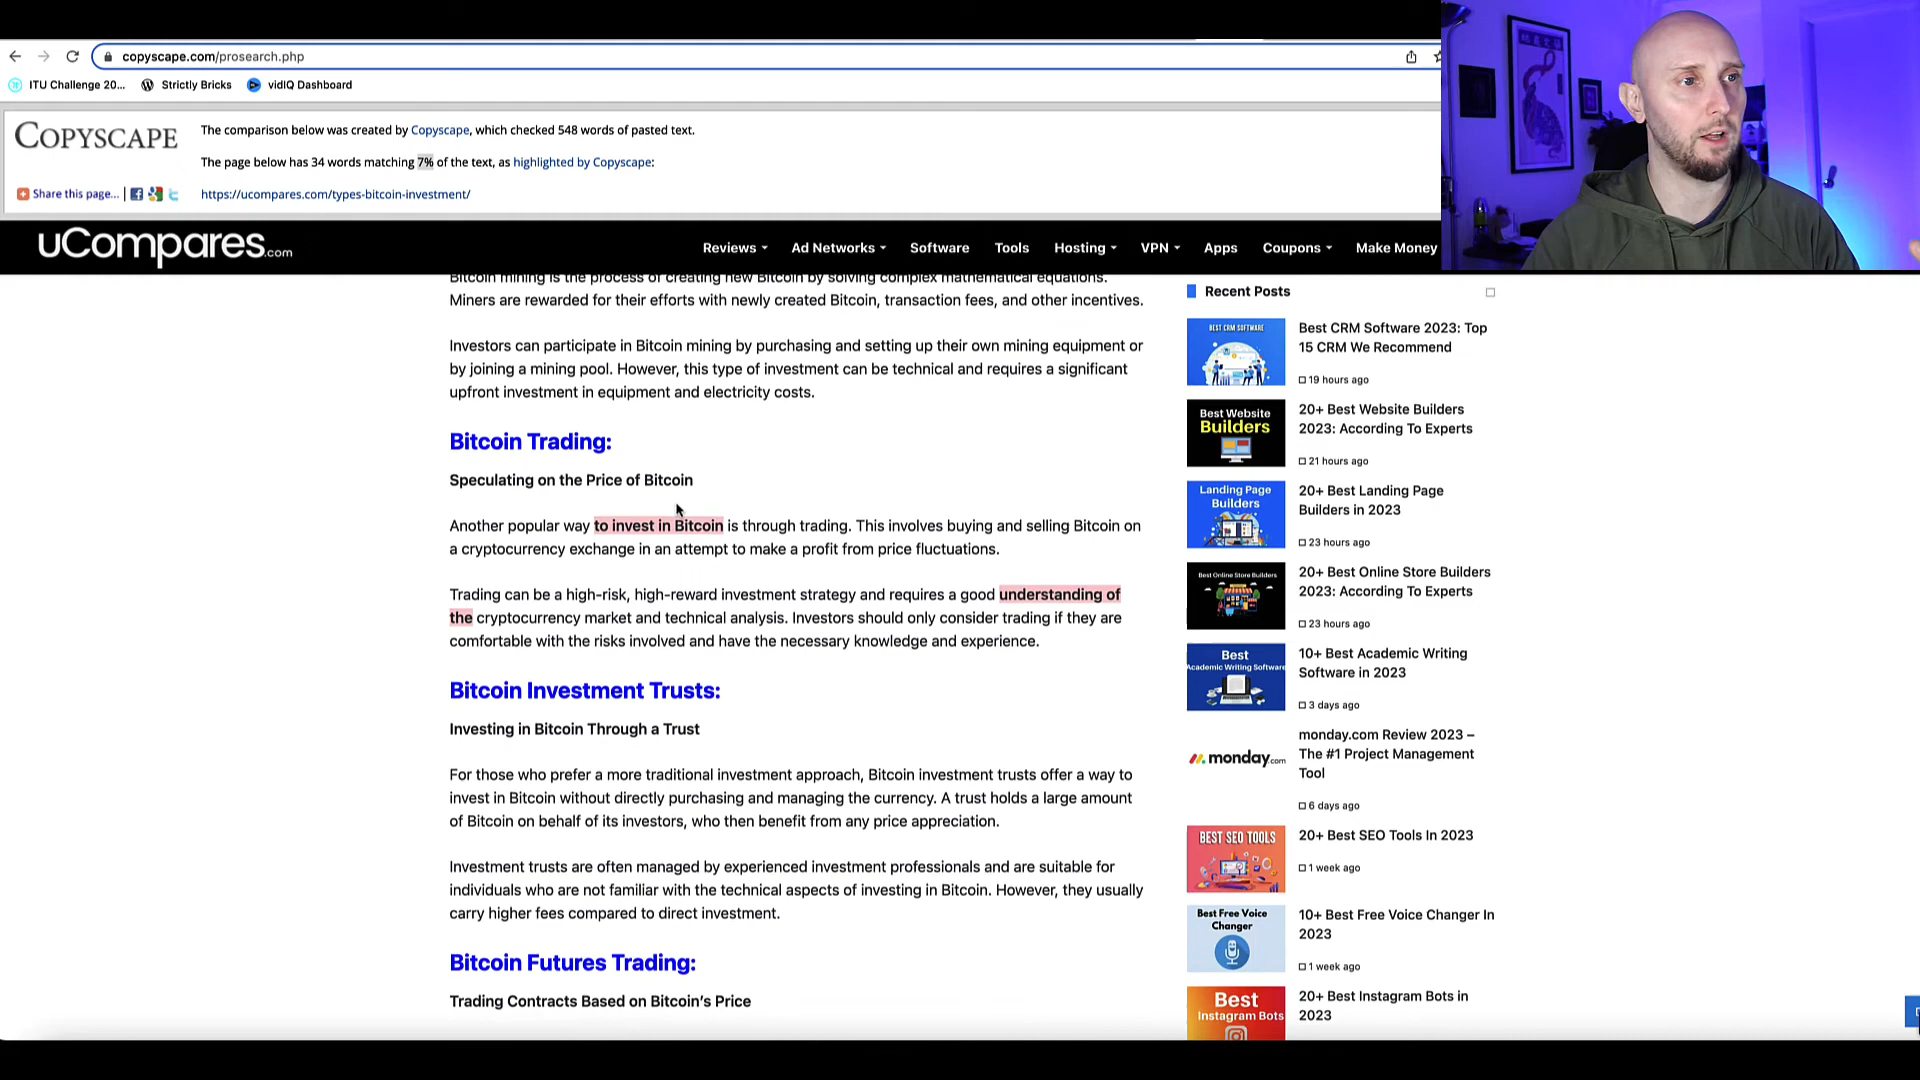 copyscape.com/prosearch.php
ITU Challenge 20... Strictly Bricks vidIQ Dashboard
COPYSCAPE
The comparison below was created by Copyscape, which checked 548 words of pasted text.
The page below has 34 words matching 7% of the text, as highlighted by Copyscape:
Share this page... |
https://ucompares.com/types-bitcoin-investment/
uCompares.com
Reviews Ad Networks Software Tools Hosting VPN Apps Coupons Make Money
Bitcoin mining is the process of creating new Bitcoin by solving complex mathematical equations.
Miners are rewarded for their efforts with newly created Bitcoin, transaction fees, and other incentives.
Investors can participate in Bitcoin mining by purchasing and setting up their own mining equipment or
by joining a mining pool. However, this type of investment can be technical and requires a significant
upfront investment in equipment and electricity costs.
Bitcoin Trading:
Speculating on the Price of Bitcoin
Another popular way to invest in Bitcoin is through trading. This involves buying and selling Bitcoin on
a cryptocurrency exchange in an attempt to make a profit from price fluctuations.
Trading can be a high-risk, high-reward investment strategy and requires a good understanding of
the cryptocurrency market and technical analysis. Investors should only consider trading if they are
comfortable with the risks involved and have the necessary knowledge and experience.
Bitcoin Investment Trusts:
Investing in Bitcoin Through a Trust
For those who prefer a more traditional investment approach, Bitcoin investment trusts offer a way to
invest in Bitcoin without directly purchasing and managing the currency. A trust holds a large amount
of Bitcoin on behalf of its investors, who then benefit from any price appreciation.
Investment trusts are often managed by experienced investment professionals and are suitable for
individuals who are not familiar with the technical aspects of investing in Bitcoin. However, they usually
carry higher fees compared to direct investment.
Bitcoin Futures Trading:
Trading Contracts Based on Bitcoin's Price
Recent Posts
BEST CRM SOFTWARE
Best CRM Software 2023: Top
15 CRM We Recommend
19 hours ago
Best Website
Builders
20+ Best Website Builders
2023: According To Experts
21 hours ago
Landing Page
Builders
20+ Best Landing Page
Builders in 2023
23 hours ago
Best Online Store Builders
20+ Best Online Store Builders
2023: According To Experts
23 hours ago
Best
Academic Writing Software
10+ Best Academic Writing
Software in 2023
3 days ago
monday.com
monday.com Review 2023 –
The #1 Project Management
Tool
6 days ago
BEST SEO TOOLS
20+ Best SEO Tools In 2023
1 week ago
Best Free Voice
Changer
10+ Best Free Voice Changer In
2023
1 week ago
Best
Instagram Bots
20+ Best Instagram Bots in
2023